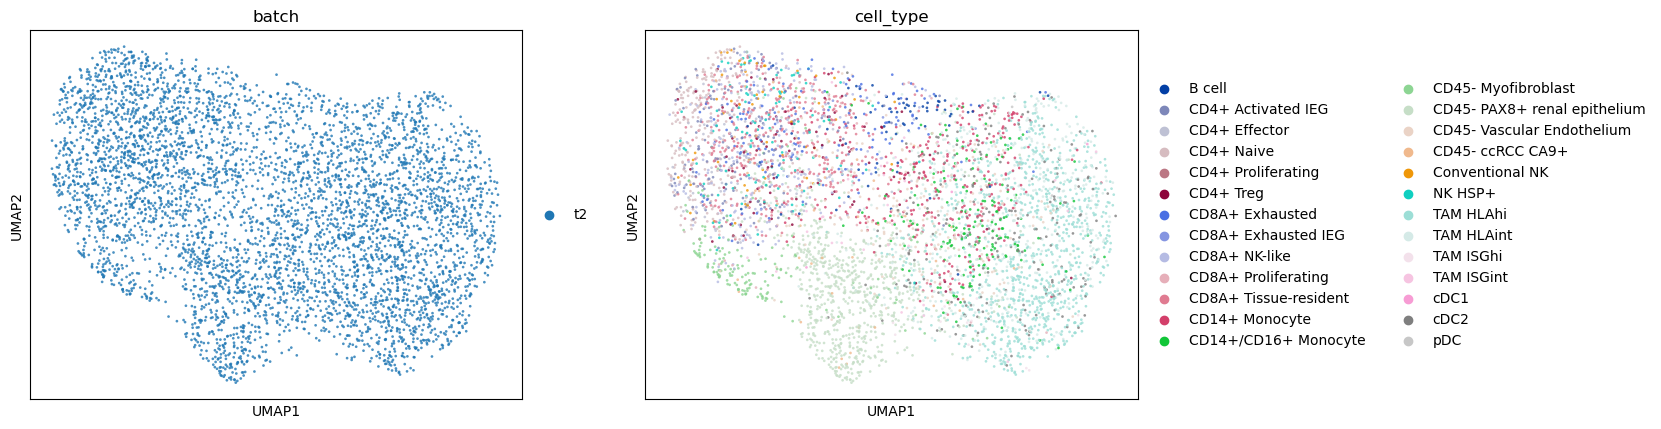 batch
UMAP2
UMAP1
t2
cell_type
UMAP2
UMAP1
B cell
CD4+ Activated IEG
CD4+ Effector
CD4+ Naive
CD4+ Proliferating
CD4+ Treg
CD8A+ Exhausted
CD8A+ Exhausted IEG
CD8A+ NK-like
CD8A+ Proliferating
CD8A+ Tissue-resident
CD14+ Monocyte
CD14+/CD16+ Monocyte
CD45- Myofibroblast
CD45- PAX8+ renal epithelium
CD45- Vascular Endothelium
CD45- ccRCC CA9+
Conventional NK
NK HSP+
TAM HLAhi
TAM HLAint
TAM ISGhi
TAM ISGint
cDC1
cDC2
pDC